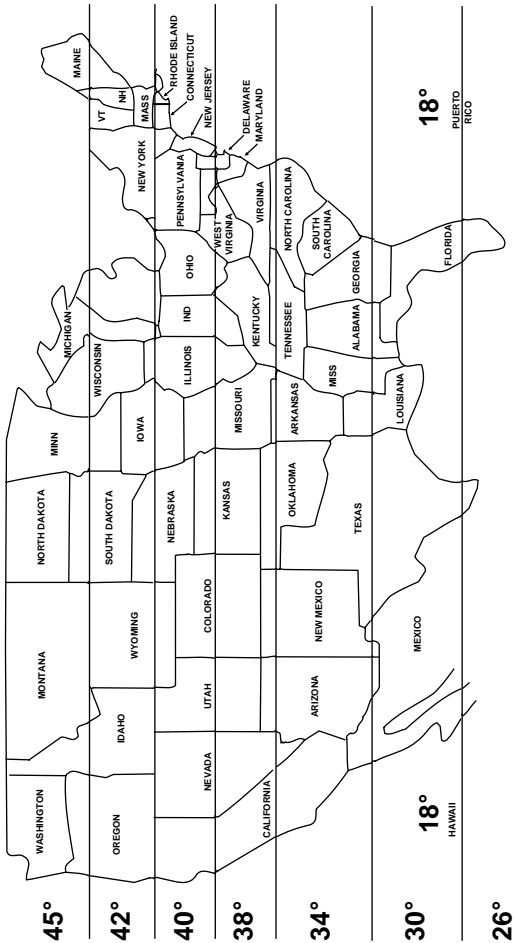 WASHINGTON
MONTANA
NORTH DAKOTA
MINN
MICHIGAN
MAINE
45°
OREGON
IDAHO
WYOMING
SOUTH DAKOTA
WISCONSIN
VT
NH
42°
IOWA
NEW YORK
MASS
RHODE ISLAND
CONNECTICUT
NEW JERSEY
40°
NEVADA
UTAH
COLORADO
NEBRASKA
ILLINOIS
IND
OHIO
PENNSYLVANIA
DELAWARE
MARYLAND
38°
KANSAS
MISSOURI
KENTUCKY
WEST
VIRGINIA
VIRGINIA
CALIFORNIA
ARIZONA
NEW MEXICO
OKLAHOMA
ARKANSAS
TENNESSEE
NORTH CAROLINA
SOUTH
CAROLINA
34°
TEXAS
MISS
ALABAMA
GEORGIA
LOUISIANA
30°
18°
HAWAII
MEXICO
FLORIDA
18°
PUERTO
RICO
26°